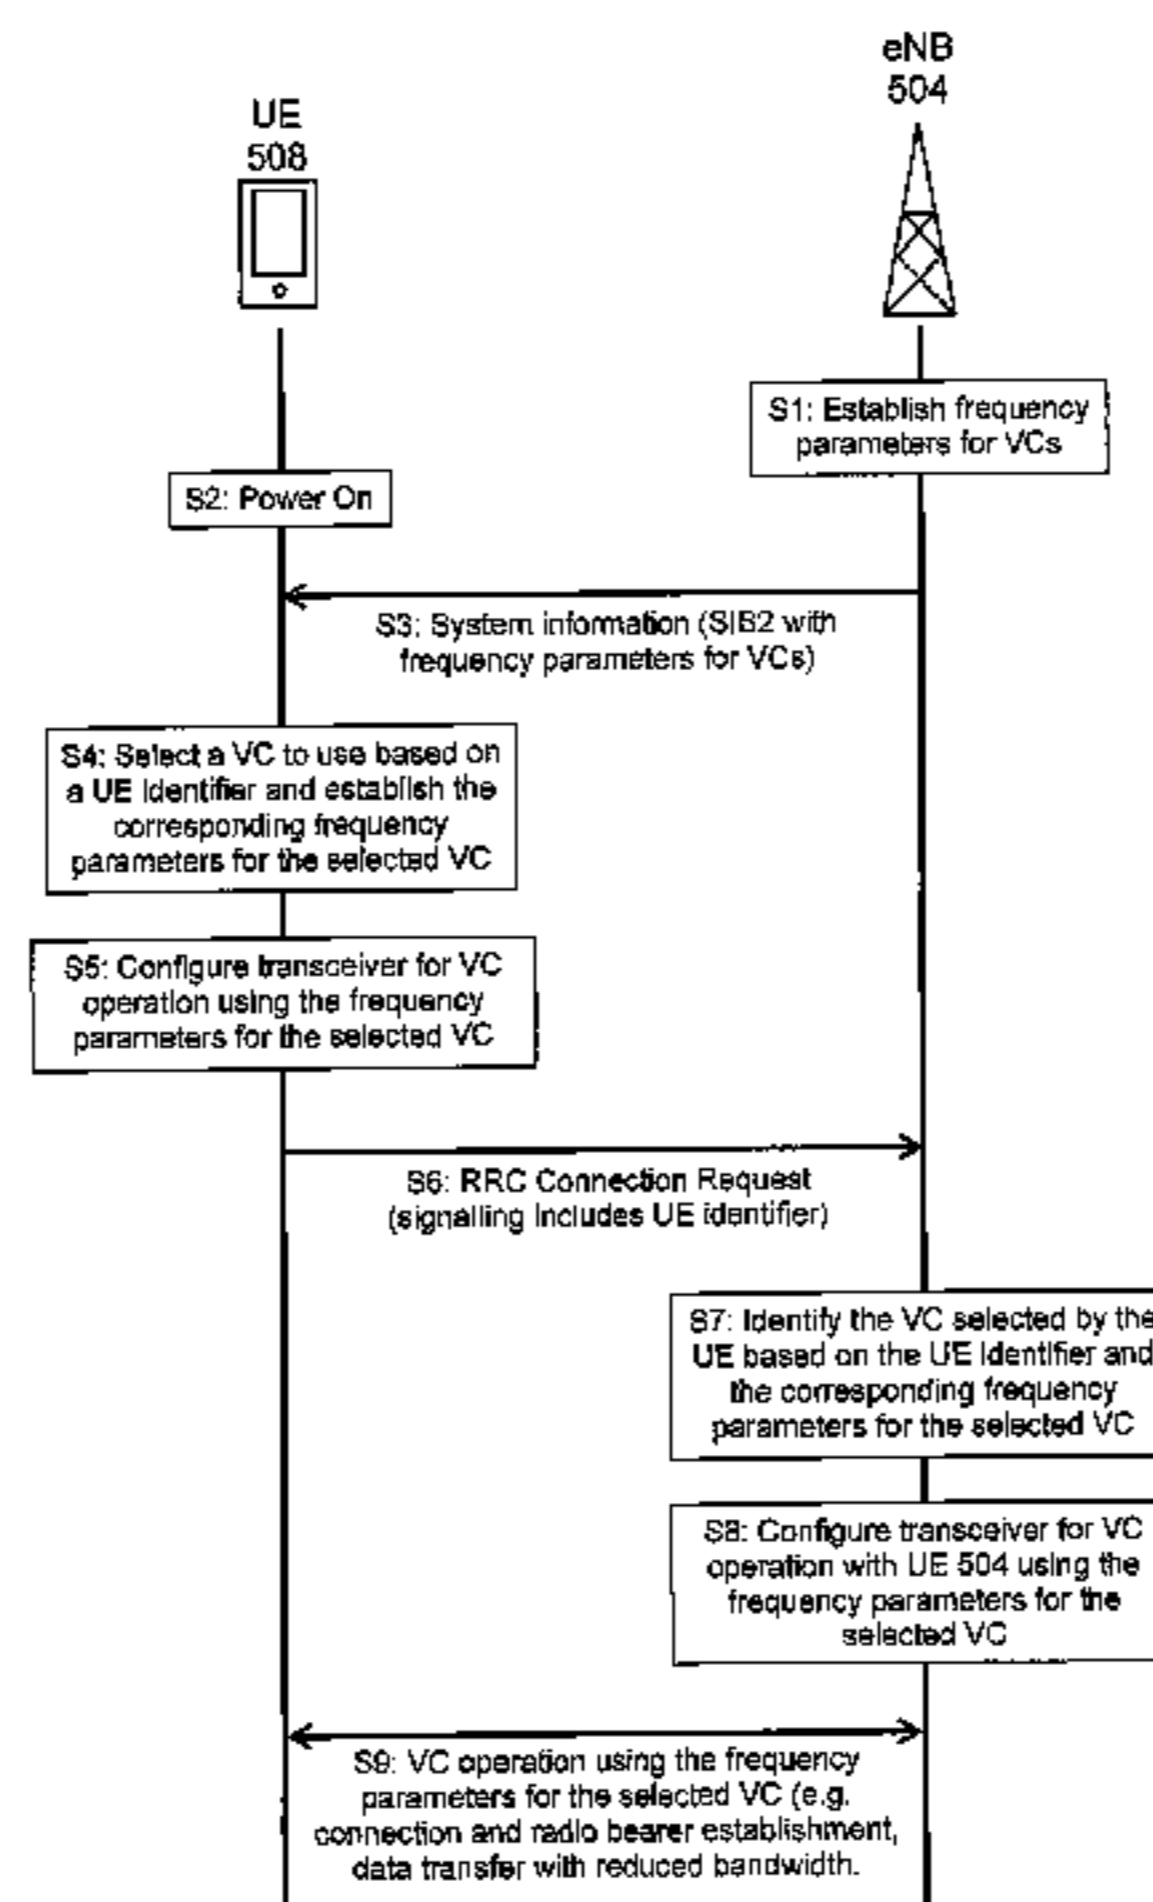 eNB
504
UE
508
S1: Establish frequency
parameters for VCs
S2: Power On
S3: System information (SIB2 with
frequency parameters for VCs)
S4: Select a VC to use based on
a UE identifier and establish the
corresponding frequency
parameters for the selected VC
S5: Configure transceiver for VC
operation using the frequency
parameters for the selected VC
S6: RRC Connection Request
(signalling includes UE identifier)
S7: Identify the VC selected by the
UE based on the UE identifier and
the corresponding frequency
parameters for the selected VC
S8: Configure transceiver for VC
operation with UE 504 using the
frequency parameters for the
selected VC
S9: VC operation using the frequency
parameters for the selected VC (e.g.
connection and radio bearer establishment,
data transfer with reduced bandwidth.